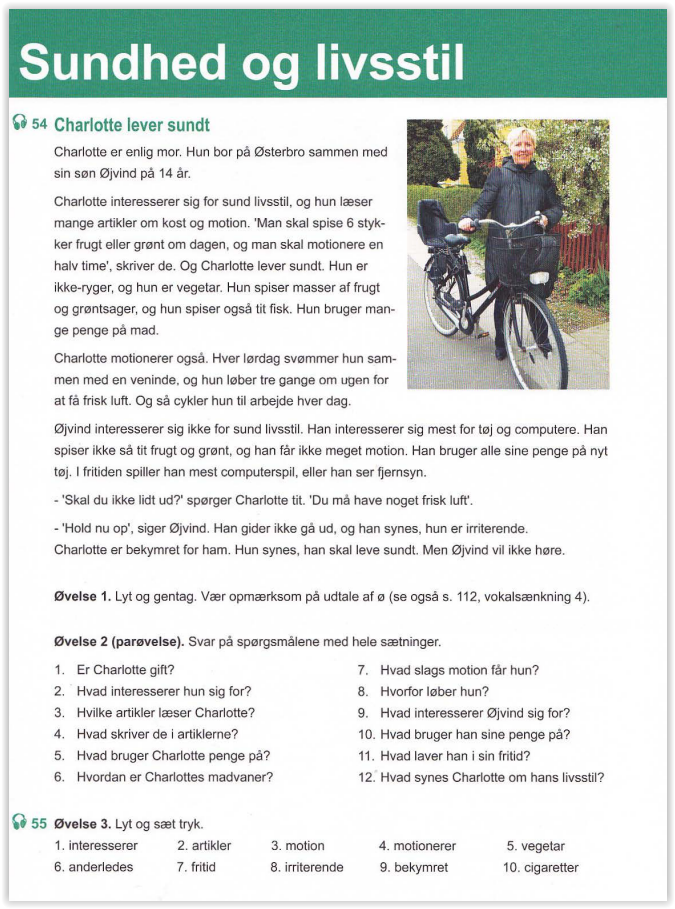 Sundhed og livsstil
54 Charlotte lever sundt
Charlotte er enlig mor. Hun bor på Østerbro sammen med
sin søn Øjvind på 14 år.
Charlotte interesserer sig for sund livsstil, og hun læser
mange artikler om kost og motion. 'Man skal spise 6 styk-
ker frugt eller grønt om dagen, og man skal motionere en
halv time', skriver de. Og Charlotte lever sundt. Hun er
ikke-ryger, og hun er vegetar. Hun spiser masser af frugt
og grøntsager, og hun spiser også tit fisk. Hun bruger man-
ge penge på mad.
Charlotte motionerer også. Hver lørdag svømmer hun sam-
men med en veninde, og hun løber tre gange om ugen for
at få frisk luft. Og så cykler hun til arbejde hver dag.
Øjvind interesserer sig ikke for sund livsstil. Han interesserer sig mest for tøj og computere. Han
spiser ikke så tit frugt og grønt, og han får ikke meget motion. Han bruger alle sine penge på nyt
tøj. I fritiden spiller han mest computerspil, eller han ser fjernsyn.
- 'Skal du ikke lidt ud?' spørger Charlotte tit. 'Du må have noget frisk luft'.
- 'Hold nu op', siger Øjvind. Han gider ikke gå ud, og han synes, hun er irriterende.
Charlotte er bekymret for ham. Hun synes, han skal leve sundt. Men Øjvind vil ikke høre.
Øvelse 1. Lyt og gentag. Vær opmærksom på udtale af ø (se også s. 112, vokalsænkning 4).
Øvelse 2 (parøvelse). Svar på spørgsmålene med hele sætninger.
1. Er Charlotte gift?
2. Hvad interesserer hun sig for?
3. Hvilke artikler læser Charlotte?
4. Hvad skriver de i artiklerne?
5. Hvad bruger Charlotte penge på?
6. Hvordan er Charlottes madvaner?
7. Hvad slags motion får hun?
8. Hvorfor løber hun?
9. Hvad interesserer Øjvind sig for?
10. Hvad bruger han sine penge på?
11. Hvad laver han i sin fritid?
12. Hvad synes Charlotte om hans livsstil?
55 Øvelse 3. Lyt og sæt tryk.
1. interesserer 2. artikler 3. motion 4. motionerer 5. vegetar
6. anderledes 7. fritid 8. irriterende 9. bekymret 10. cigaretter